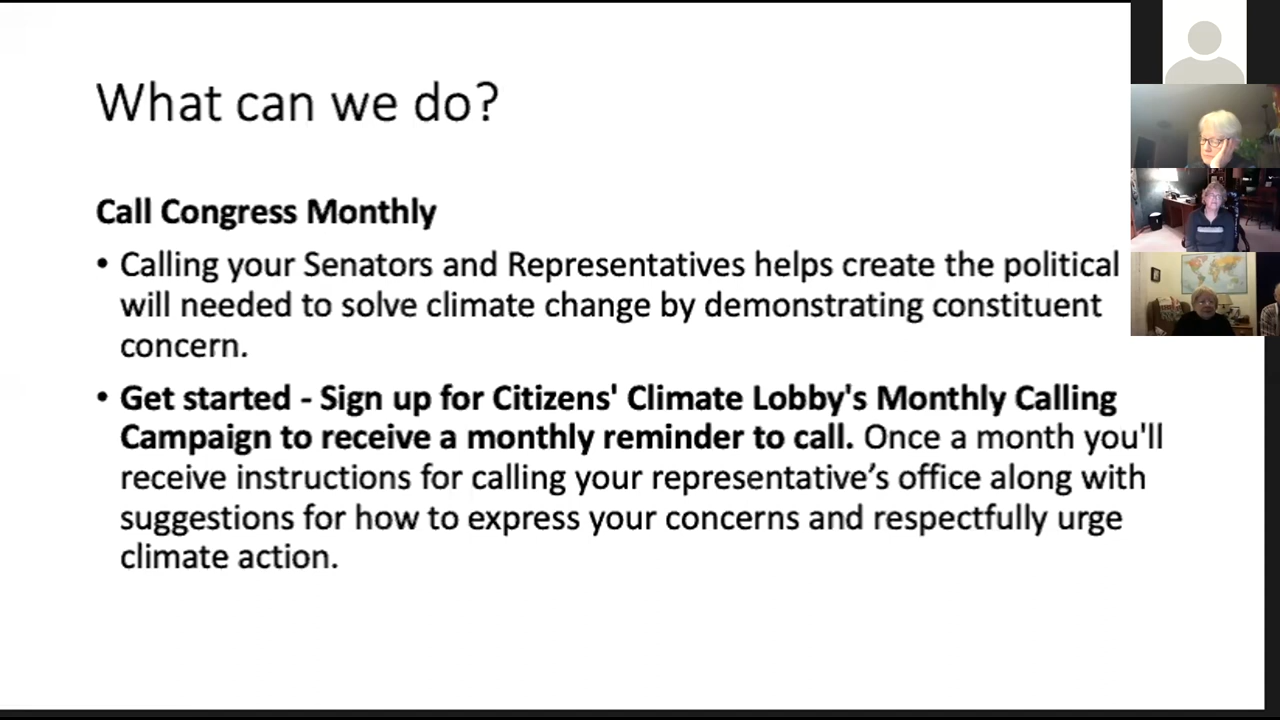 What can we do?
Call Congress Monthly
• Calling your Senators and Representatives helps create the political
will needed to solve climate change by demonstrating constituent
concern.
• Get started - Sign up for Citizens' Climate Lobby's Monthly Calling
Campaign to receive a monthly reminder to call. Once a month you'll
receive instructions for calling your representative’s office along with
suggestions for how to express your concerns and respectfully urge
climate action.